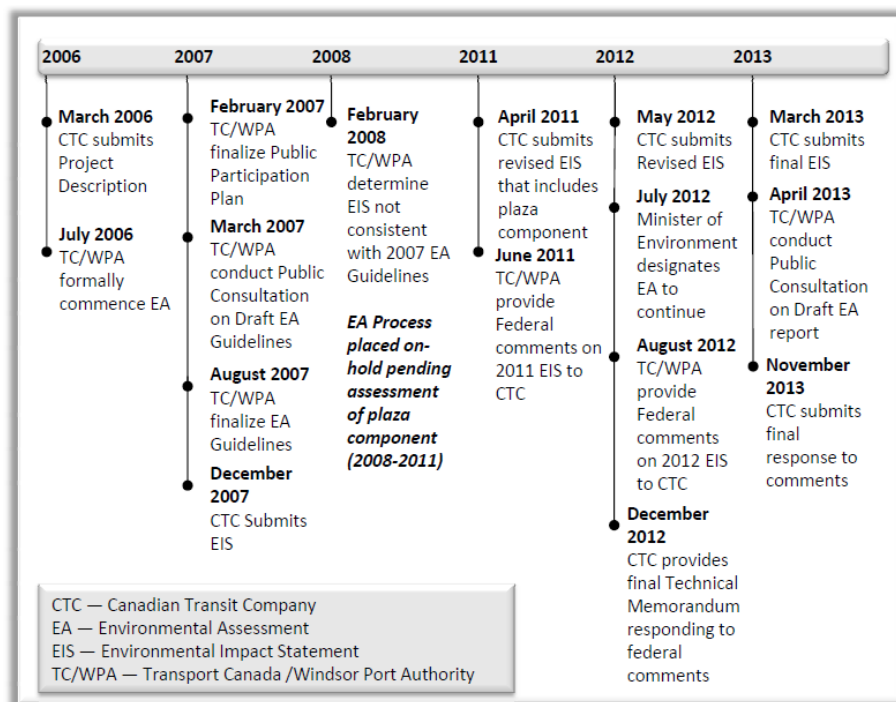 2006 2007 2008 2011 2012 2013
March 2006
CTC submits
Project
Description
July 2006
TC/WPA
formally
commence EA
February 2007
TC/WPA
finalize Public
Participation
Plan
March 2007
TC/WPA
conduct Public
Consultation
on Draft EA
Guidelines
August 2007
TC/WPA
finalize EA
Guidelines
December
2007
CTC Submits
EIS
February
2008
TC/WPA
determine
EIS not
consistent
with 2007 EA
Guidelines
EA Process
placed on-
hold pending
assessment
of plaza
component
(2008-2011)
April 2011
CTC submits
revised EIS
that includes
plaza
component
June 2011
TC/WPA
provide
Federal
comments on
2011 EIS to
CTC
May 2012
CTC submits
Revised EIS
July 2012
Minister of
Environment
designates
EA to
continue
August 2012
TC/WPA
provide
Federal
comments
on 2012 EIS
to CTC
December
2012
CTC provides
final Technical
Memorandum
responding to
federal
comments
March 2013
CTC submits
final EIS
April 2013
TC/WPA
conduct
Public
Consultation
on Draft EA
report
November
2013
CTC submits
final
response to
comments
CTC — Canadian Transit Company
EA — Environmental Assessment
EIS — Environmental Impact Statement
TC/WPA — Transport Canada /Windsor Port Authority